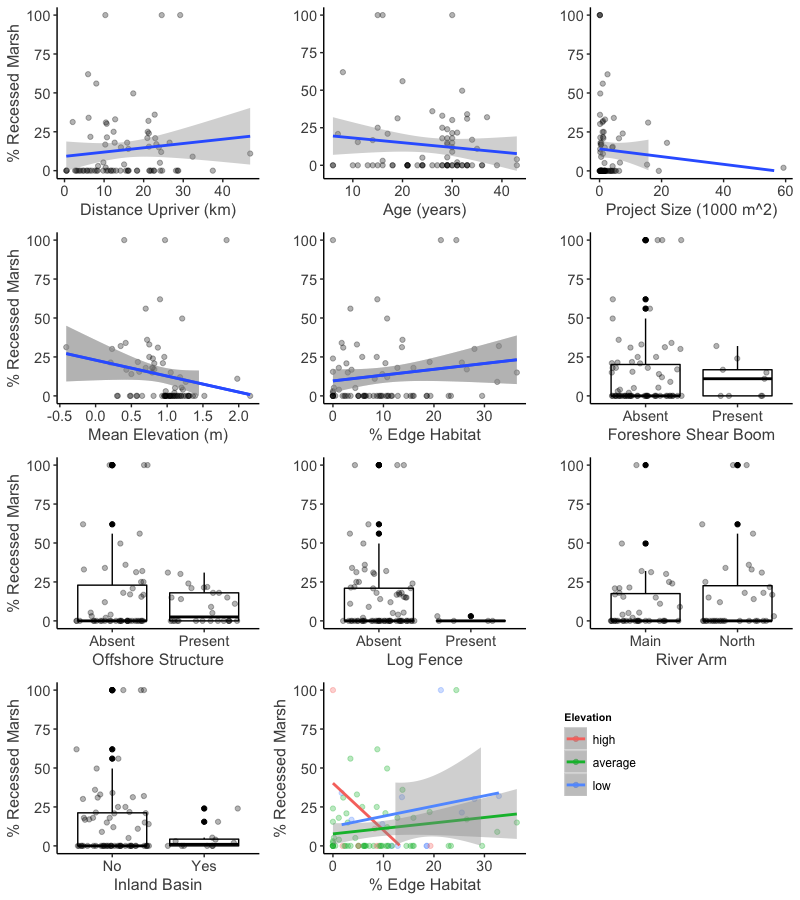 % Recessed Marsh
100
75
50
25
0
0 10 20 30 40
Distance Upriver (km)
100
75
50
25
0
10 20 30 40
Age (years)
100
75
50
25
0
0 20 40 60
Project Size (1000 m^2)
% Recessed Marsh
100
75
50
25
0
-0.5 0.0 0.5 1.0 1.5 2.0
Mean Elevation (m)
100
75
50
25
0
0 10 20 30
% Edge Habitat
100
75
50
25
0
Absent Present
Foreshore Shear Boom
% Recessed Marsh
100
75
50
25
0
Absent Present
Offshore Structure
100
75
50
25
0
Absent Present
Log Fence
100
75
50
25
0
Main North
River Arm
% Recessed Marsh
100
75
50
25
0
No Yes
Inland Basin
% Recessed Marsh
100
75
50
25
0
0 10 20 30
% Edge Habitat
Elevation
high
average
low